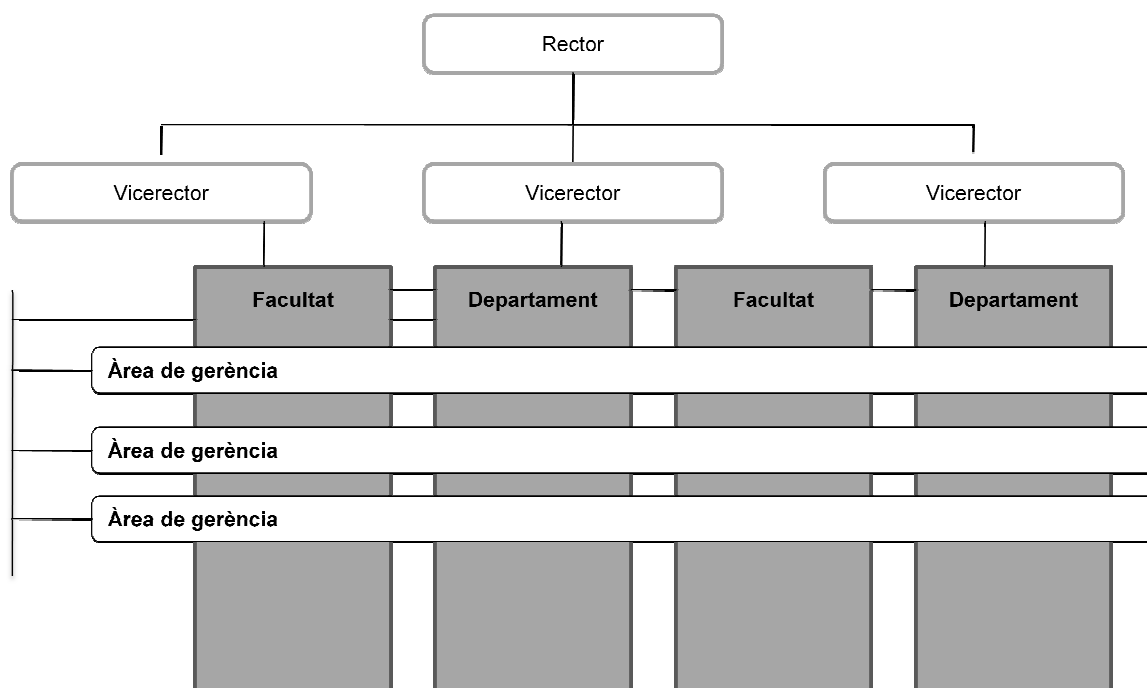 Rector
Vicerector
Vicerector
Vicerector
Facultat
Departament
Facultat
Departament
Àrea de gerència
Àrea de gerència
Àrea de gerència